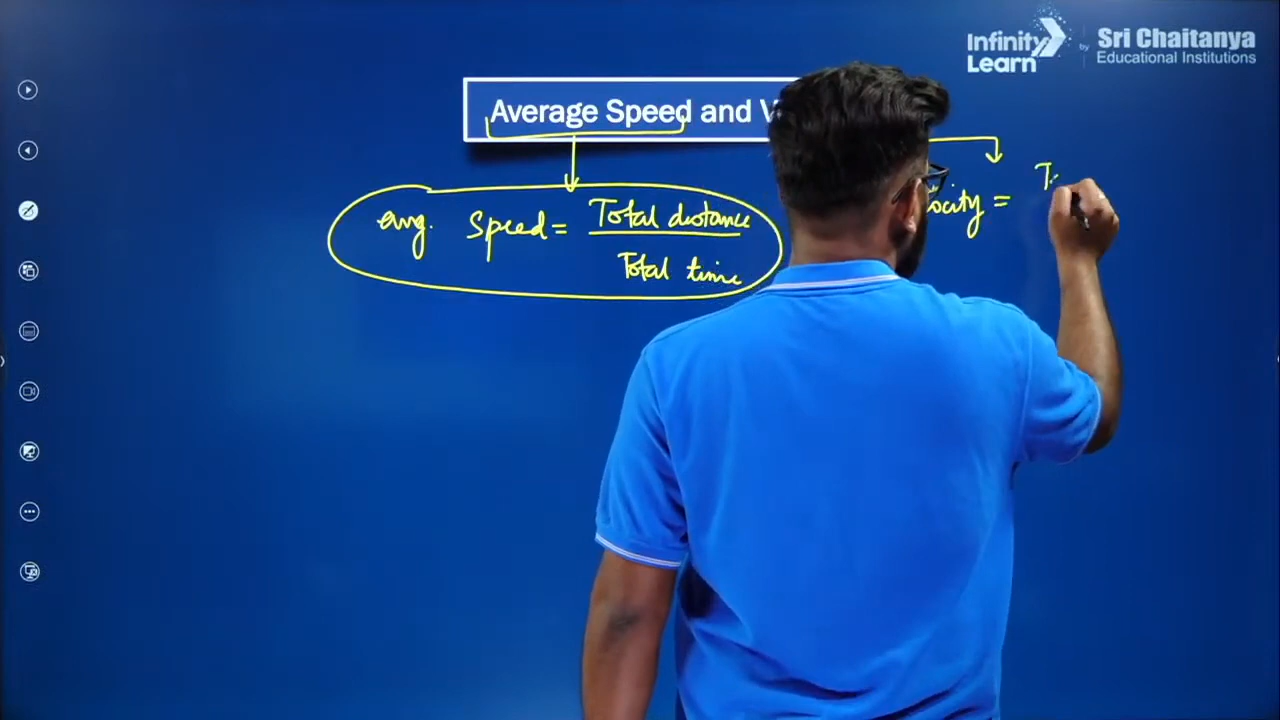 Infinity Learn by Sri Chaitanya Educational Institutions
Average Speed and V
avg. Speed = Total distance
Total time
ocity =